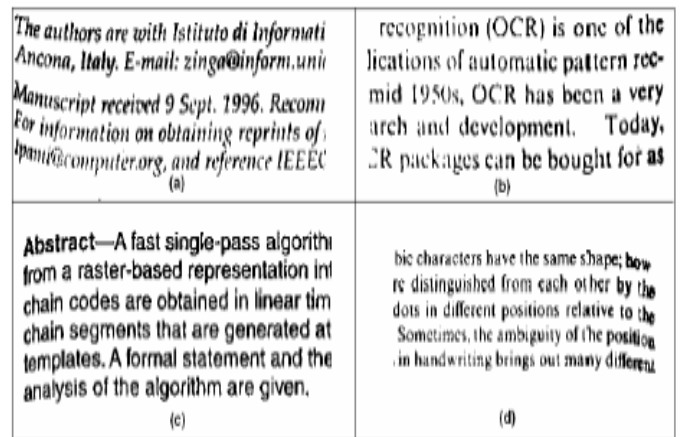 The authors are with Istituto di Informati
Ancona, Italy. E-mail: zinga@inform.uni
Manuscript received 9 Sept. 1996. Recom
For information on obtaining reprints of
tpami@computer.org, and reference IEEEC
(a)
recognition (OCR) is one of the
lications of automatic pattern rec-
mid 1950s, OCR has been a very
arch and development. Today,
CR packages can be bought for as
(b)
Abstract—A fast single-pass algorith
from a raster-based representation int
chain codes are obtained in linear tim
chain segments that are generated at
templates. A formal statement and the
analysis of the algorithm are given.
(c)
bic characters have the same shape; how
re distinguished from each other by the
dots in different positions relative to the
Sometimes, the ambiguity of the position
in handwriting brings out many different
(d)